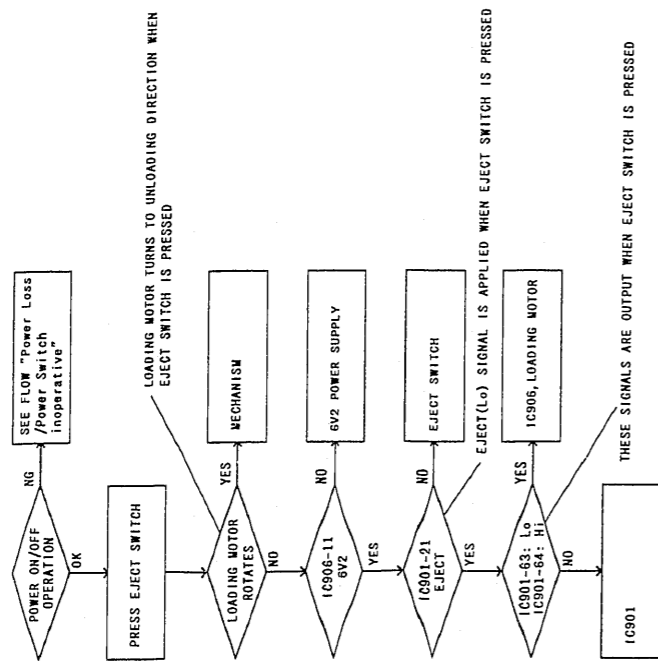 POWER ON/OFF
OPERATION
NG
SEE FLOW "Power Loss
/Power Switch
inoperative"
OK
PRESS EJECT SWITCH
LOADING MOTOR TURNS TO UNLOADING DIRECTION WHEN
EJECT SWITCH IS PRESSED
LOADING MOTOR
ROTATES
YES
MECHANISM
NO
IC906-11
6V2
NO
6V2 POWER SUPPLY
YES
IC901-21
EJECT
NO
EJECT SWITCH
EJECT(Lo) SIGNAL IS APPLIED WHEN EJECT SWITCH IS PRESSED
YES
IC901-63: Lo
IC901-64: Hi
YES
IC906,LOADING MOTOR
THESE SIGNALS ARE OUTPUT WHEN EJECT SWITCH IS PRESSED
NO
IC901